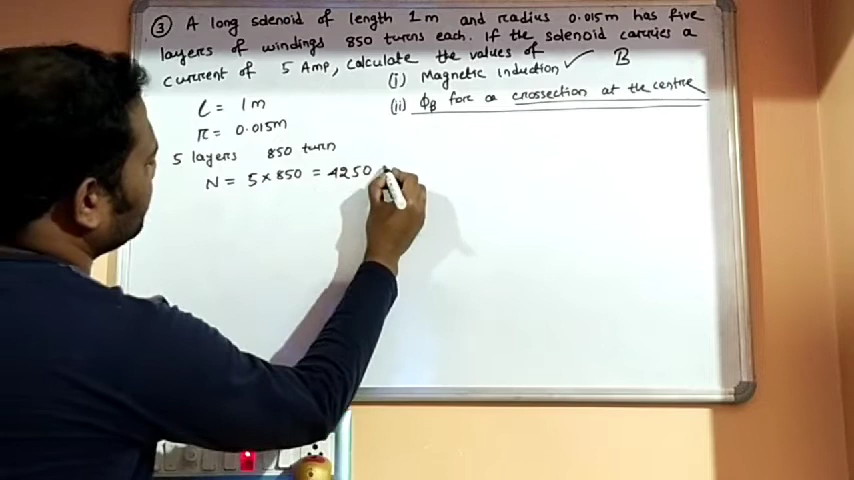 ③ A long solenoid of length 1m and radius 0.015m has five
layers of windings 850 turns each. If the solenoid carries a
current of 5 Amp, calculate the values of
(i) Magnetic induction ✓ B
(ii) ϕB for a crossection at the centre
l = 1m
r = 0.015m
5 layers 850 turn
N = 5×850 = 4250